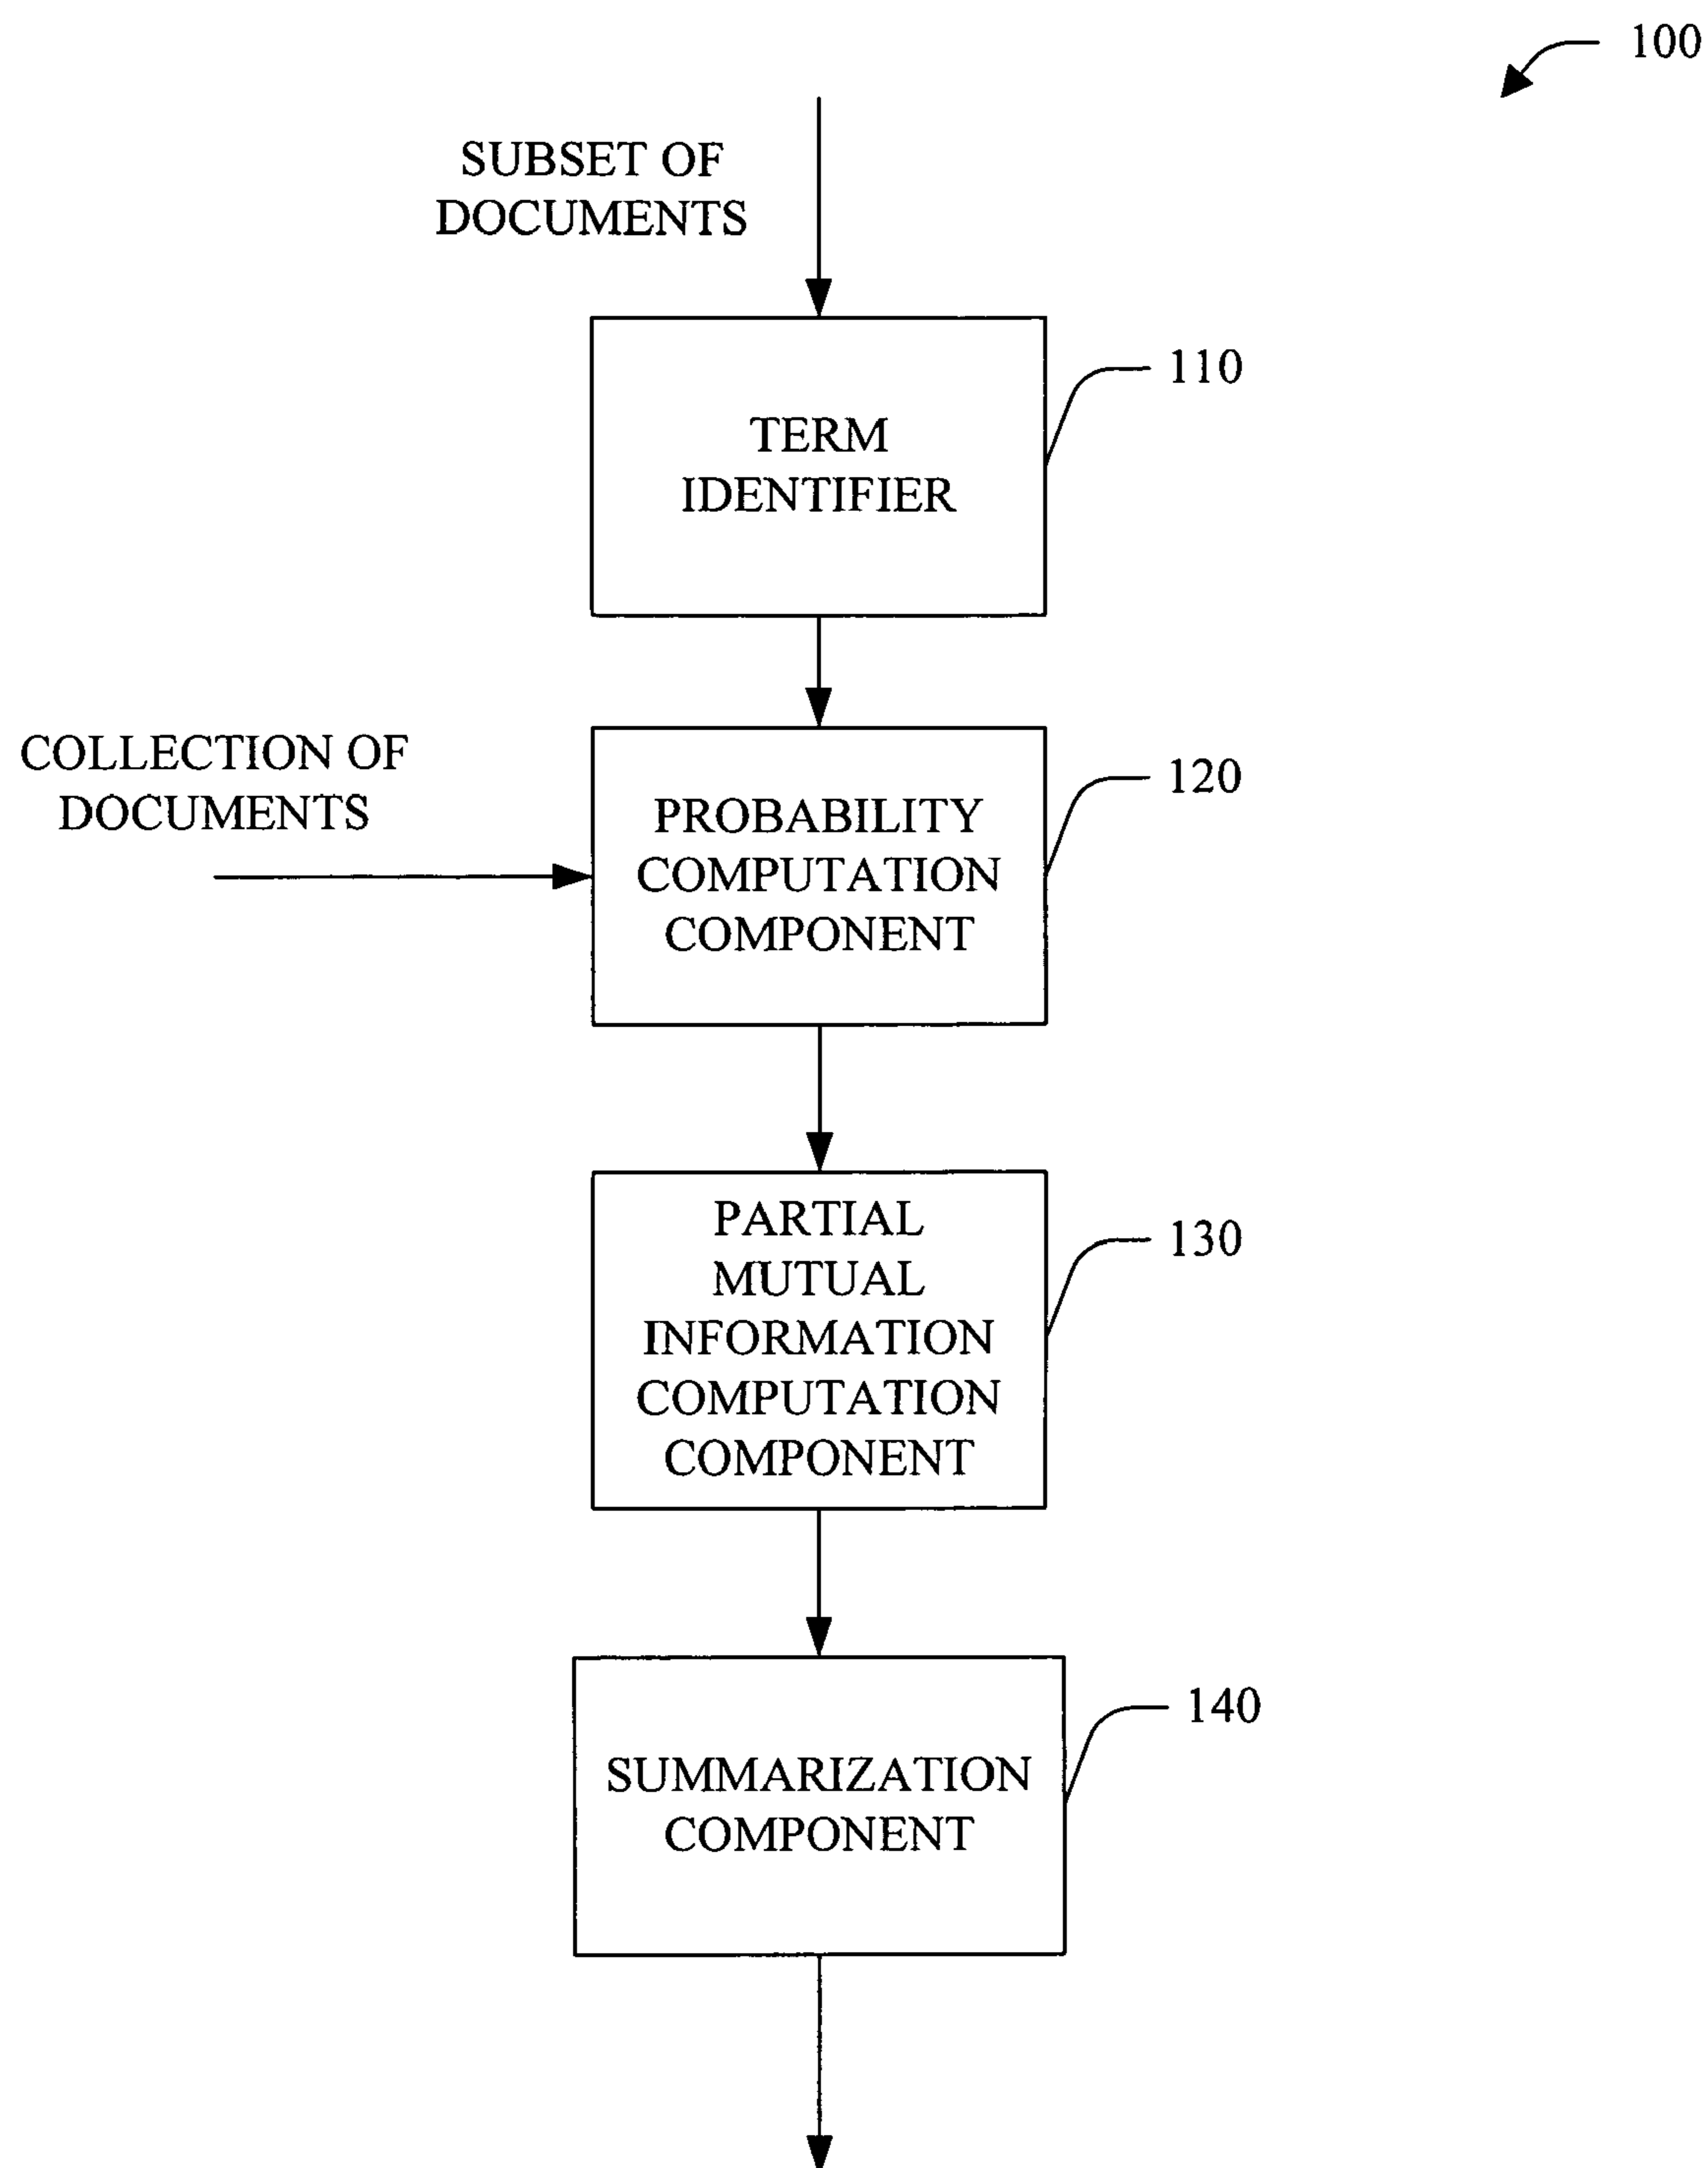 100
SUBSET OF
DOCUMENTS
TERM
IDENTIFIER
110
COLLECTION OF
DOCUMENTS
PROBABILITY
COMPUTATION
COMPONENT
120
PARTIAL
MUTUAL
INFORMATION
COMPUTATION
COMPONENT
130
SUMMARIZATION
COMPONENT
140